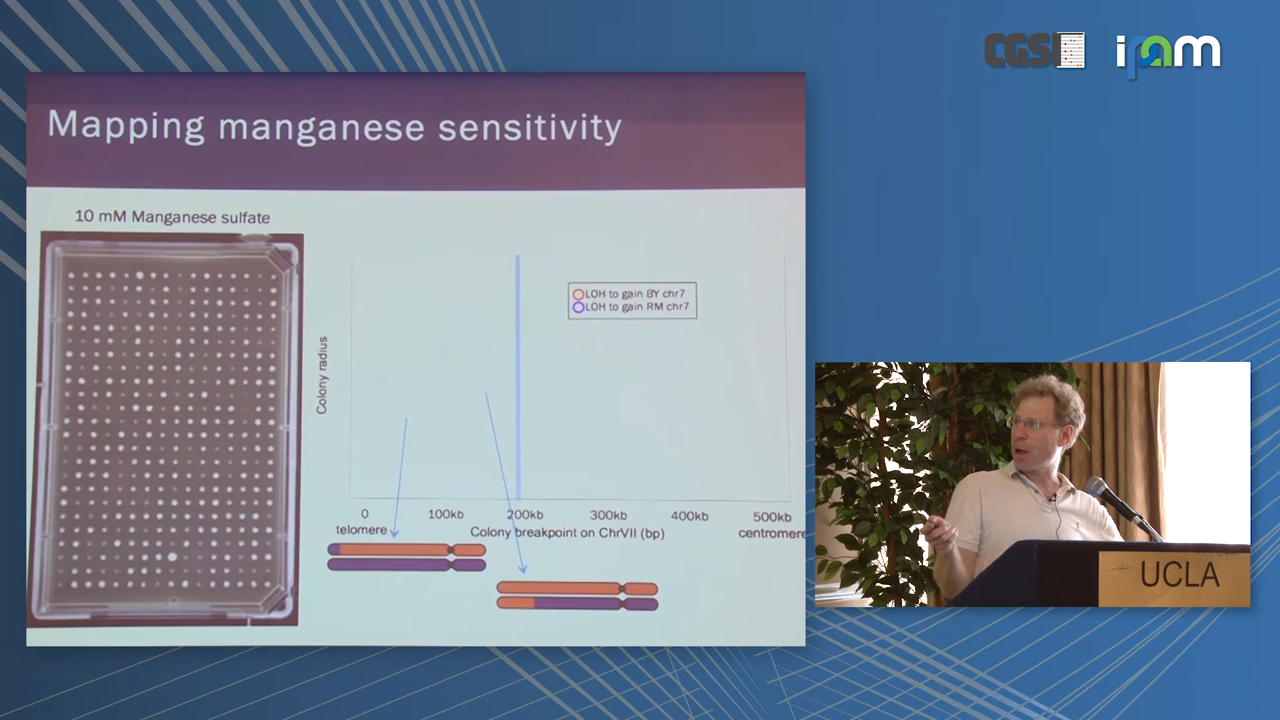 CGSI
ipam
Mapping manganese sensitivity
10 mM Manganese sulfate
LOH to gain BY chr7
LOH to gain RM chr7
Colony radius
0 100kb 200kb 300kb 400kb 500kb
telomere Colony breakpoint on ChrVII (bp) centromere
UCLA